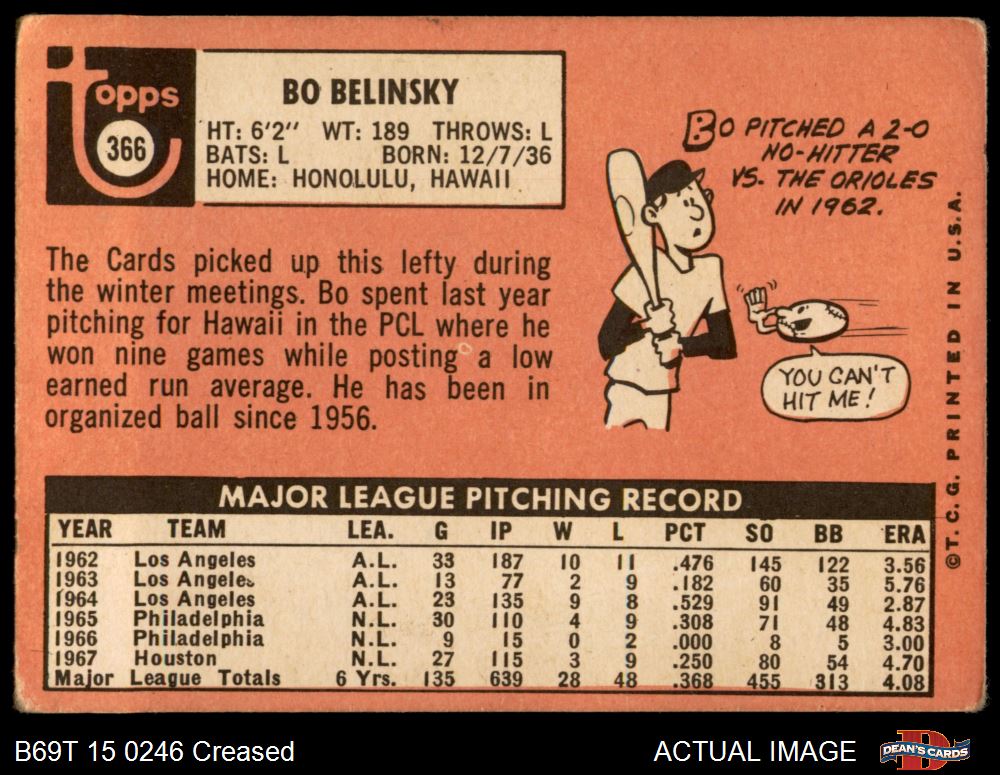 topps
366
BO BELINSKY
HT: 6'2" WT: 189 THROWS: L
BATS: L BORN: 12/7/36
HOME: HONOLULU, HAWAII
BO PITCHED A 2-0
NO-HITTER
VS. THE ORIOLES
IN 1962.
YOU CAN'T
HIT ME!
The Cards picked up this lefty during
the winter meetings. Bo spent last year
pitching for Hawaii in the PCL where he
won nine games while posting a low
earned run average. He has been in
organized ball since 1956.
©T.C.G. PRINTED IN U.S.A.
MAJOR LEAGUE PITCHING RECORD
YEAR TEAM LEA. G IP W L PCT SO BB ERA
1962 Los Angeles A.L. 33 187 10 11 .476 145 122 3.56
1963 Los Angeles A.L. 13 77 2 9 .182 60 35 5.76
1964 Los Angeles A.L. 23 135 9 8 .529 91 49 2.87
1965 Philadelphia N.L. 30 110 4 9 .308 71 48 4.83
1966 Philadelphia N.L. 9 15 0 2 .000 8 5 3.00
1967 Houston N.L. 27 115 3 9 .250 80 54 4.70
Major League Totals 6 Yrs. 135 639 28 48 .368 455 313 4.08
B69T 15 0246 Creased
ACTUAL IMAGE
DEAN'S CARDS
.COM